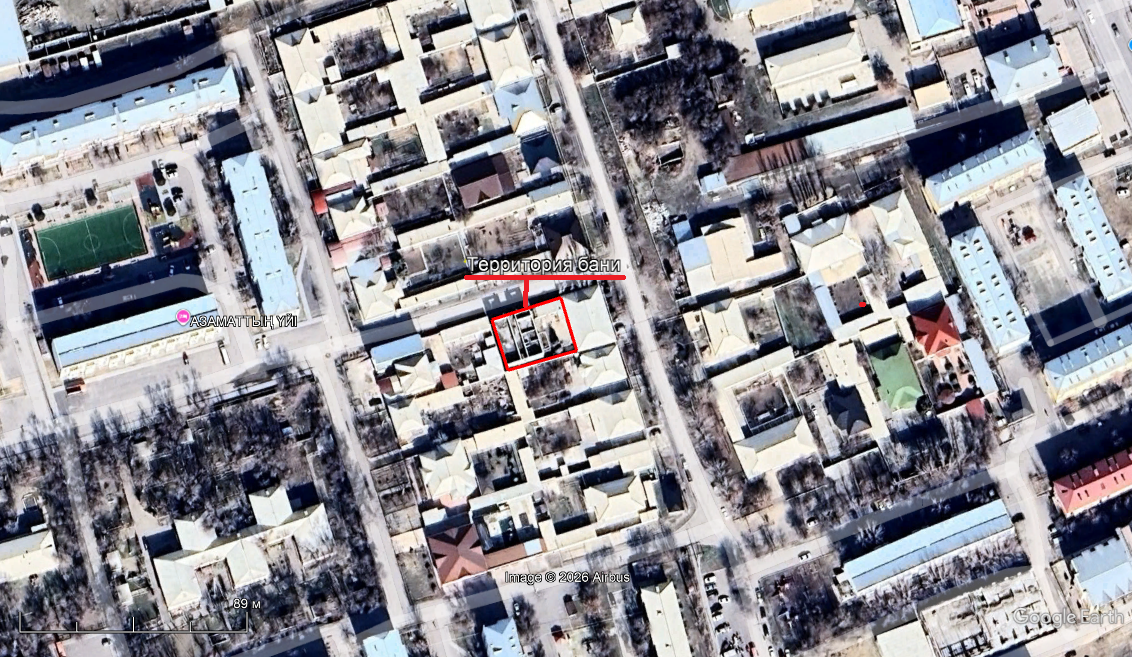 Территория бани
АЗАМАТТЫҢ ҮЙІ
Image © 2026 Airbus
89 м
Google Earth